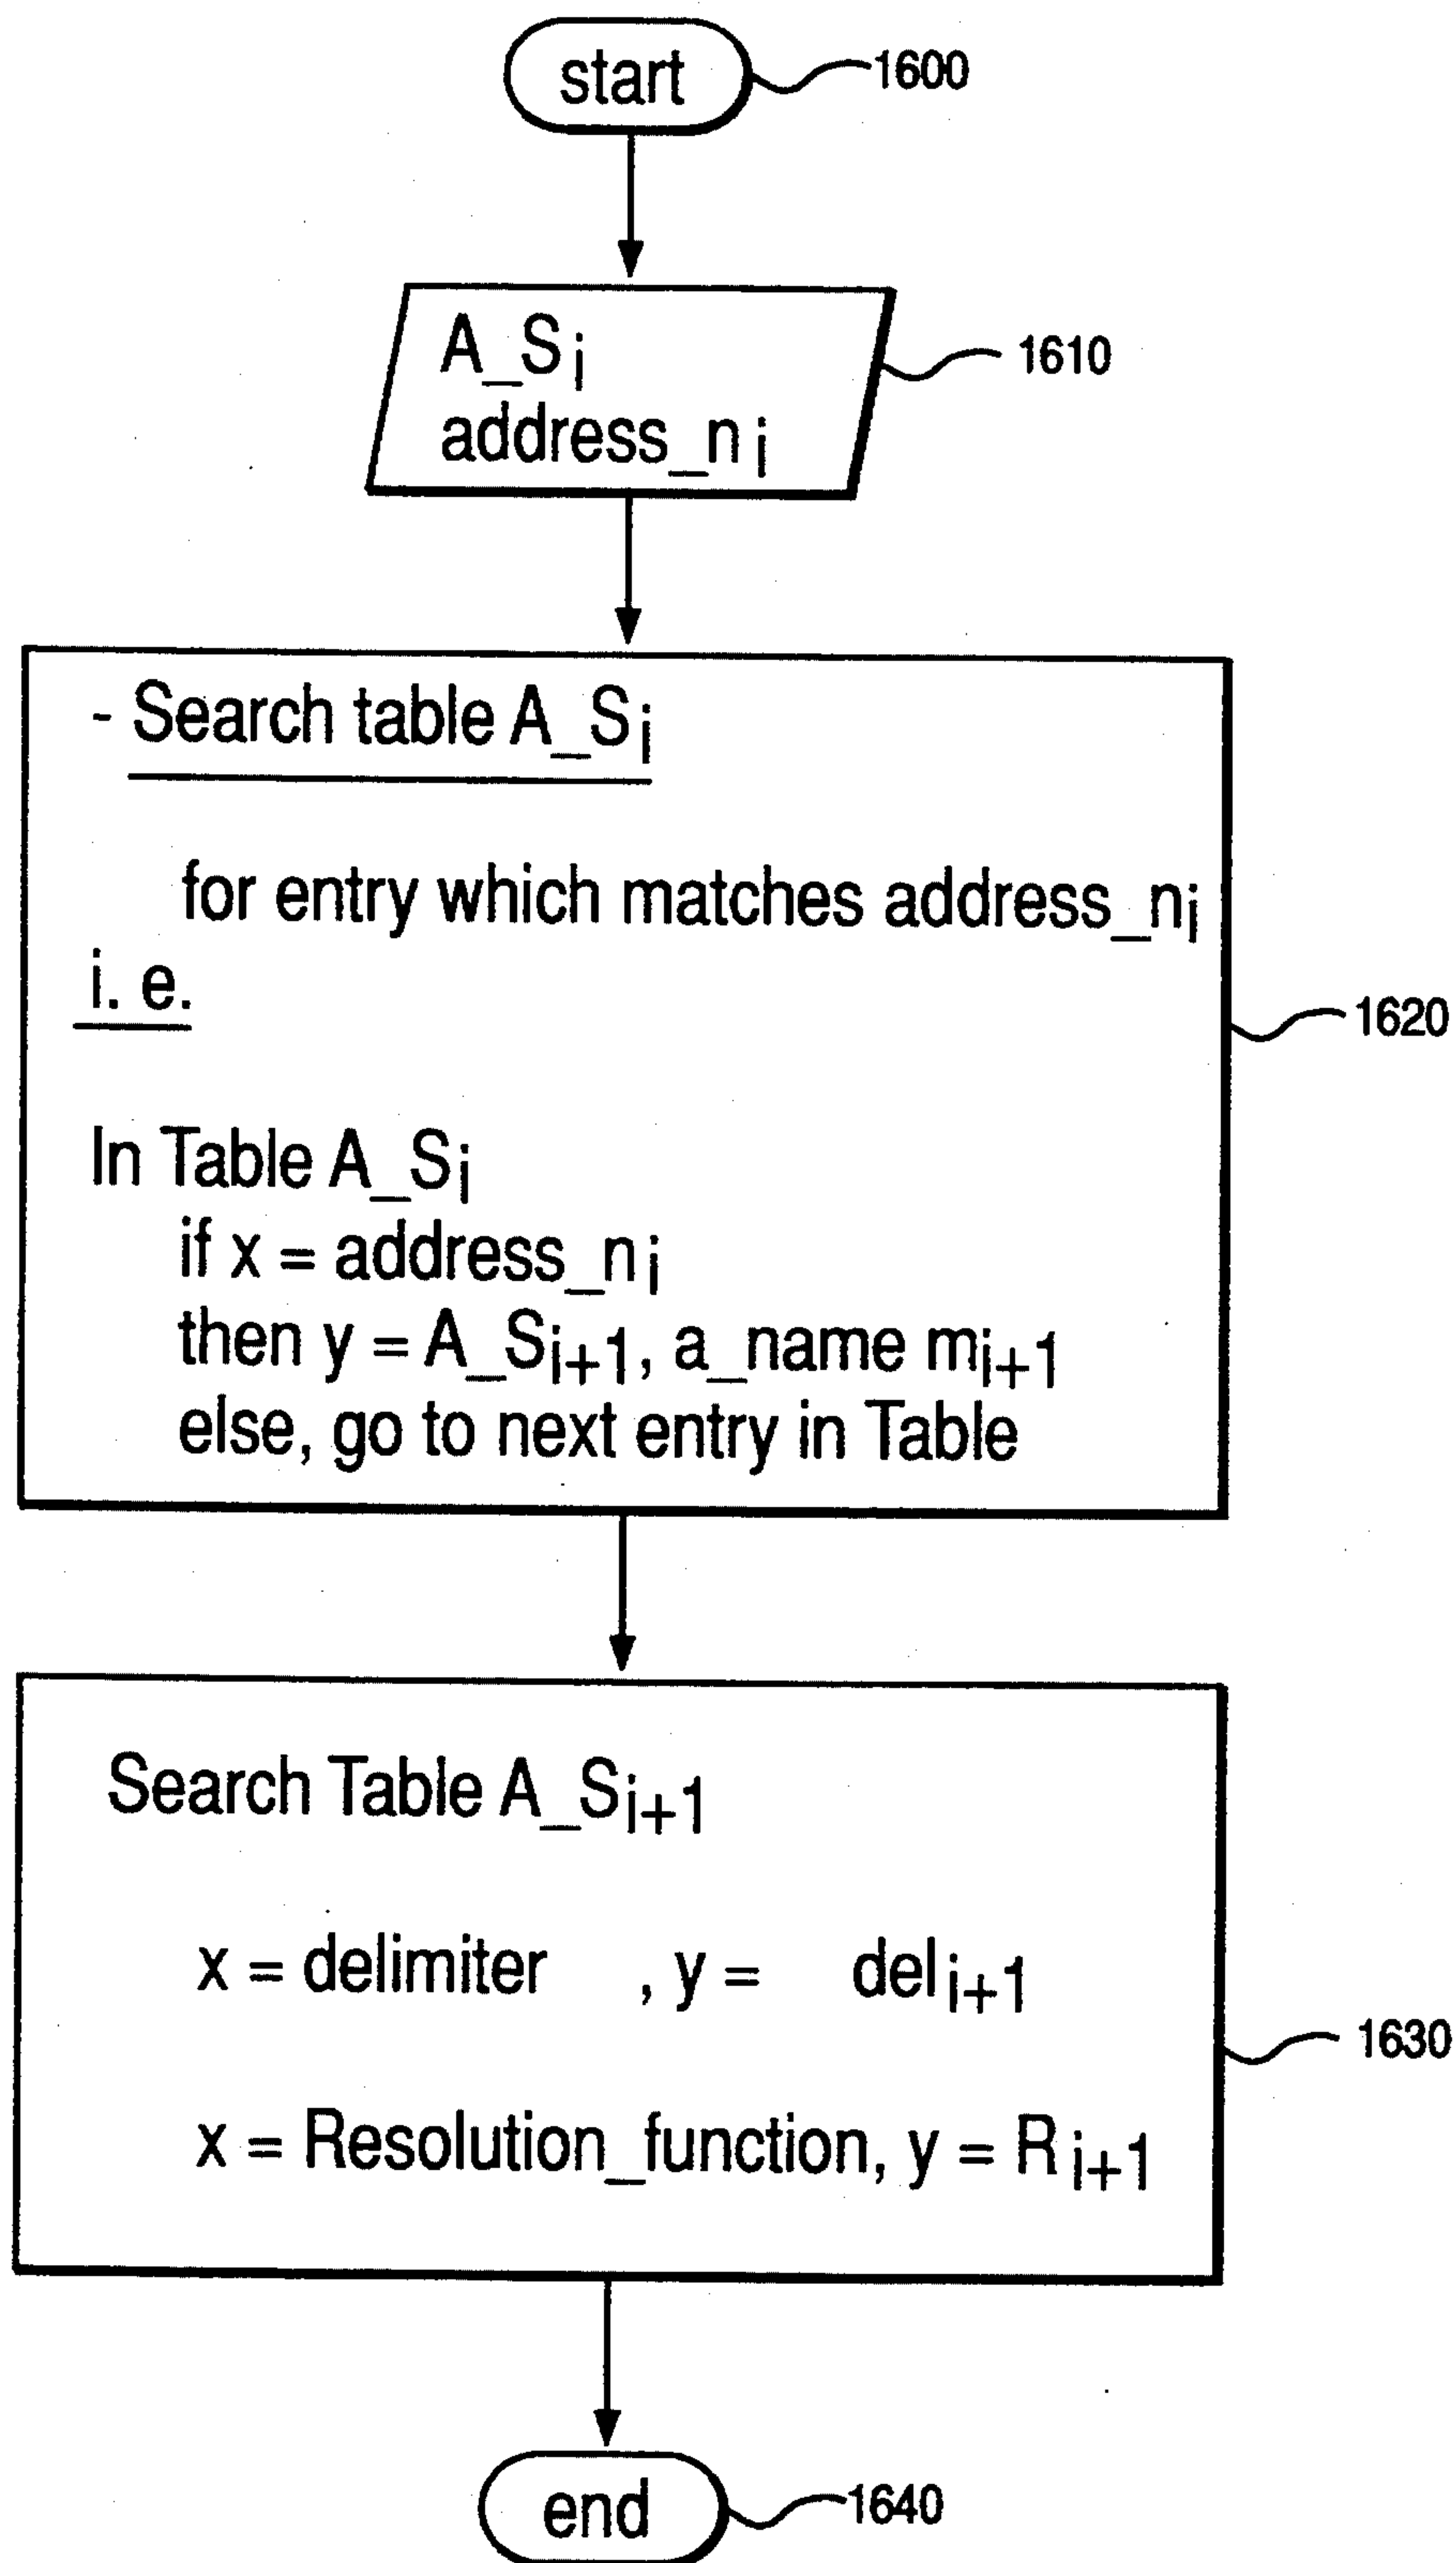 start
1600
A_Sᵢ
address_nᵢ
1610
- Search table A_Sᵢ
for entry which matches address_nᵢ
i. e.
1620
In Table A_Sᵢ
if x = address_nᵢ
then y = A_Sᵢ₊₁, a_name mᵢ₊₁
else, go to next entry in Table
Search Table A_Sᵢ₊₁
x = delimiter , y = delᵢ₊₁
1630
x = Resolution_function, y = Rᵢ₊₁
end
1640